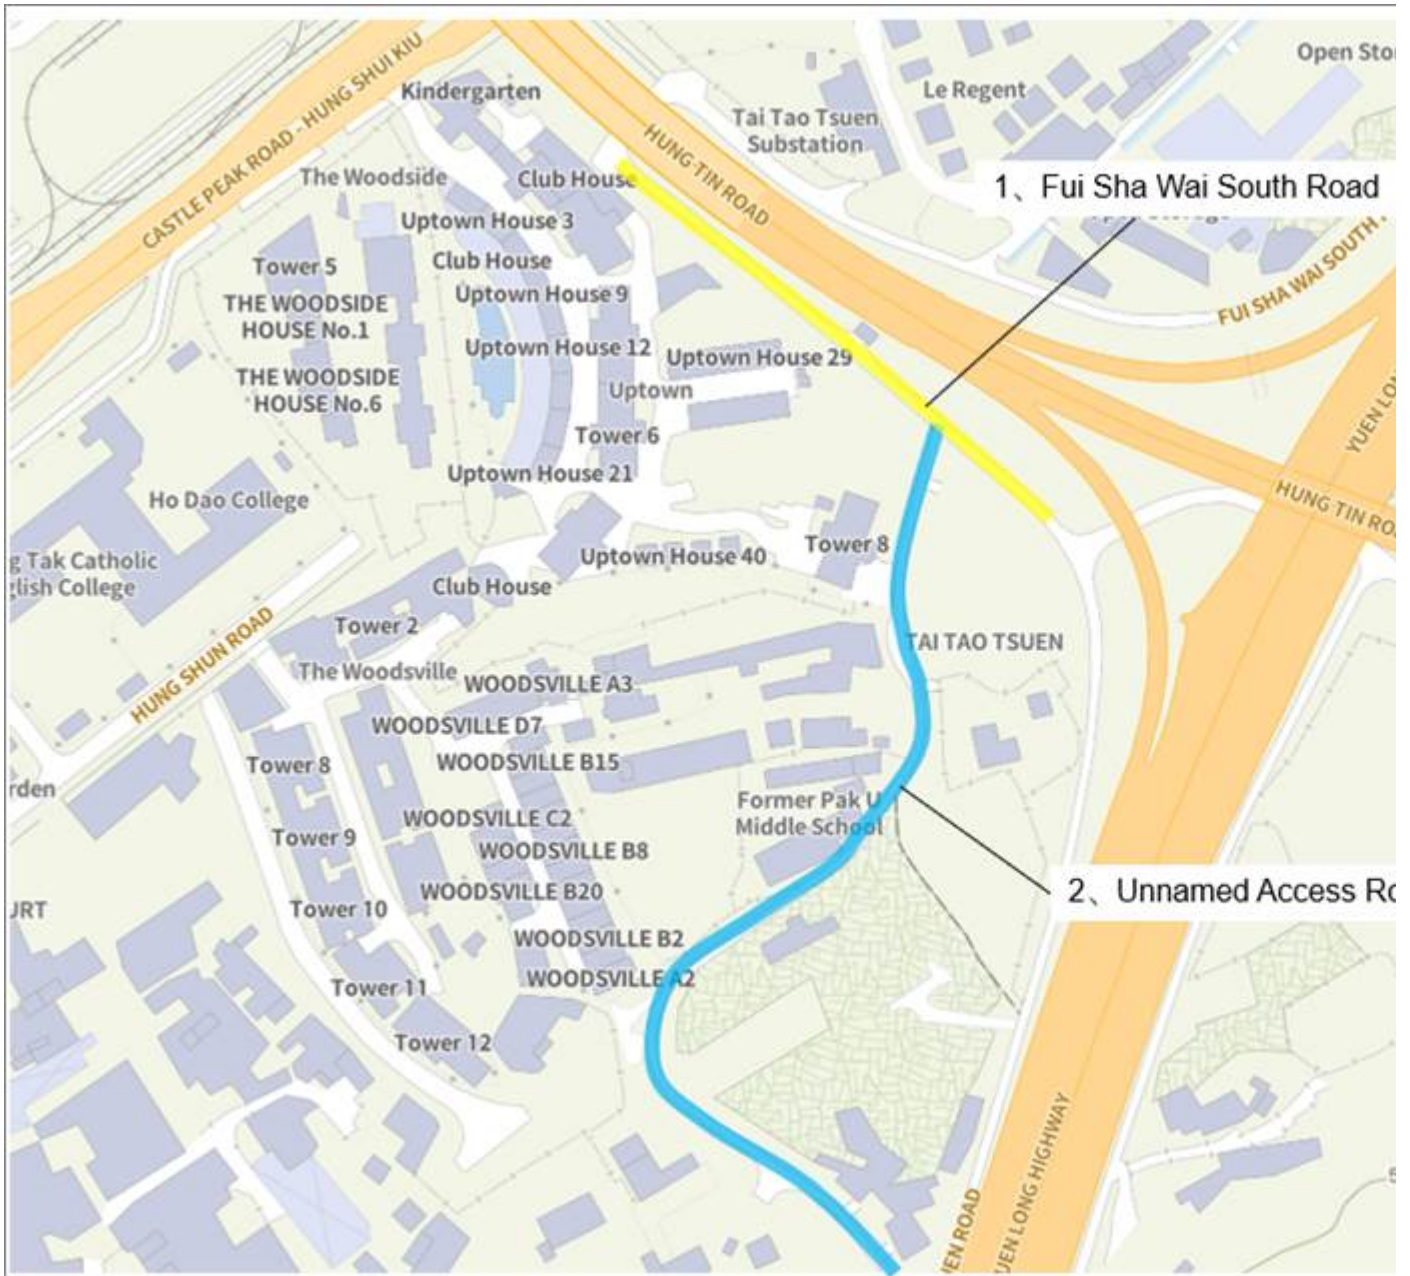 CASTLE PEAK ROAD - HUNG SHUI KIU
Kindergarten
Open Sto
Le Regent
Tai Tao Tsuen
Substation
HUNG TIN ROAD
The Woodside
Club House
1、Fui Sha Wai South Road
Uptown House 3
Tower 5
Club House
Uptown House 9
THE WOODSIDE
HOUSE No.1
FUI SHA WAI SOUTH
Uptown House 12
Uptown House 29
THE WOODSIDE
HOUSE No.6
Uptown
YUEN LON
Tower 6
Uptown House 21
Ho Dao College
HUNG TIN RO
g Tak Catholic
glish College
Uptown House 40
Tower 8
Club House
Tower 2
TAI TAO TSUEN
HUNG SHUN ROAD
The Woodsville
WOODSVILLE A3
WOODSVILLE D7
Tower 8
WOODSVILLE B15
rden
Former Pak U
Middle School
WOODSVILLE C2
Tower 9
WOODSVILLE B8
2、Unnamed Access Ro
WOODSVILLE B20
URT
Tower 10
WOODSVILLE B2
WOODSVILLE A2
Tower 11
Tower 12
UEN LONG HIGHWAY
EN ROAD